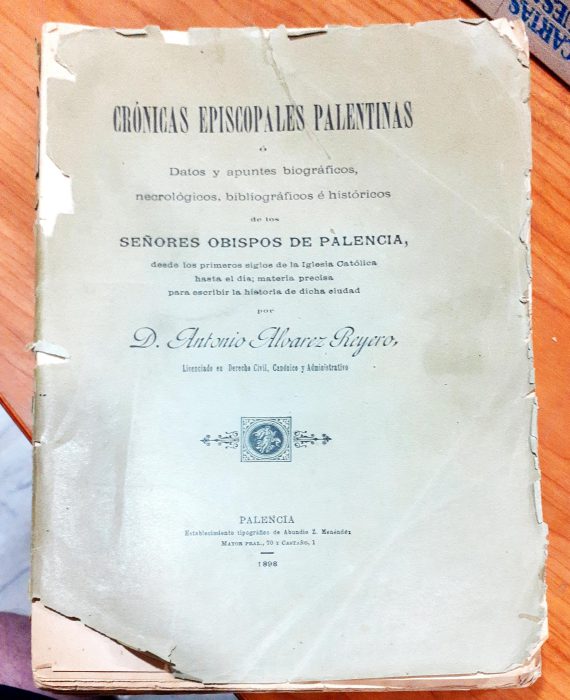 CRÓNICAS EPISCOPALES PALENTINAS
ó
Datos y apuntes biográficos,
necrológicos, bibliográficos é históricos
de los
SEÑORES OBISPOS DE PALENCIA,
desde los primeros siglos de la Iglesia Católica
hasta el día; materia precisa
para escribir la historia de dicha ciudad
por
D. Antonio Alvarez Reyero,
Licenciado en Derecho Civil, Canónico y Administrativo
PALENCIA
Establecimiento tipográfico de Abundio Z. Menéndez
MAYOR PRAL., 70 Y CASTAÑO, 1
1898
CARTAS